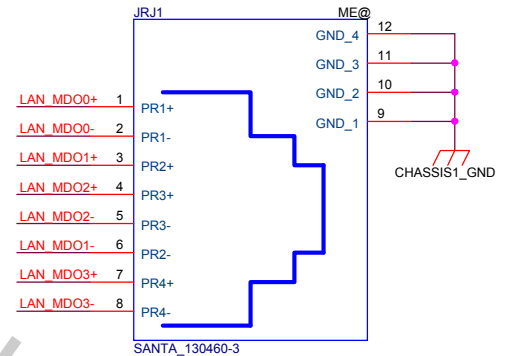 JRJ1 ME@
LAN_MDO0+ 1 PR1+
LAN_MDO0- 2 PR1-
LAN_MDO1+ 3 PR2+
LAN_MDO2+ 4 PR3+
LAN_MDO2- 5 PR3-
LAN_MDO1- 6 PR2-
LAN_MDO3+ 7 PR4+
LAN_MDO3- 8 PR4-
GND_4 12
GND_3 11
GND_2 10
GND_1 9
CHASSIS1_GND
SANTA_130460-3